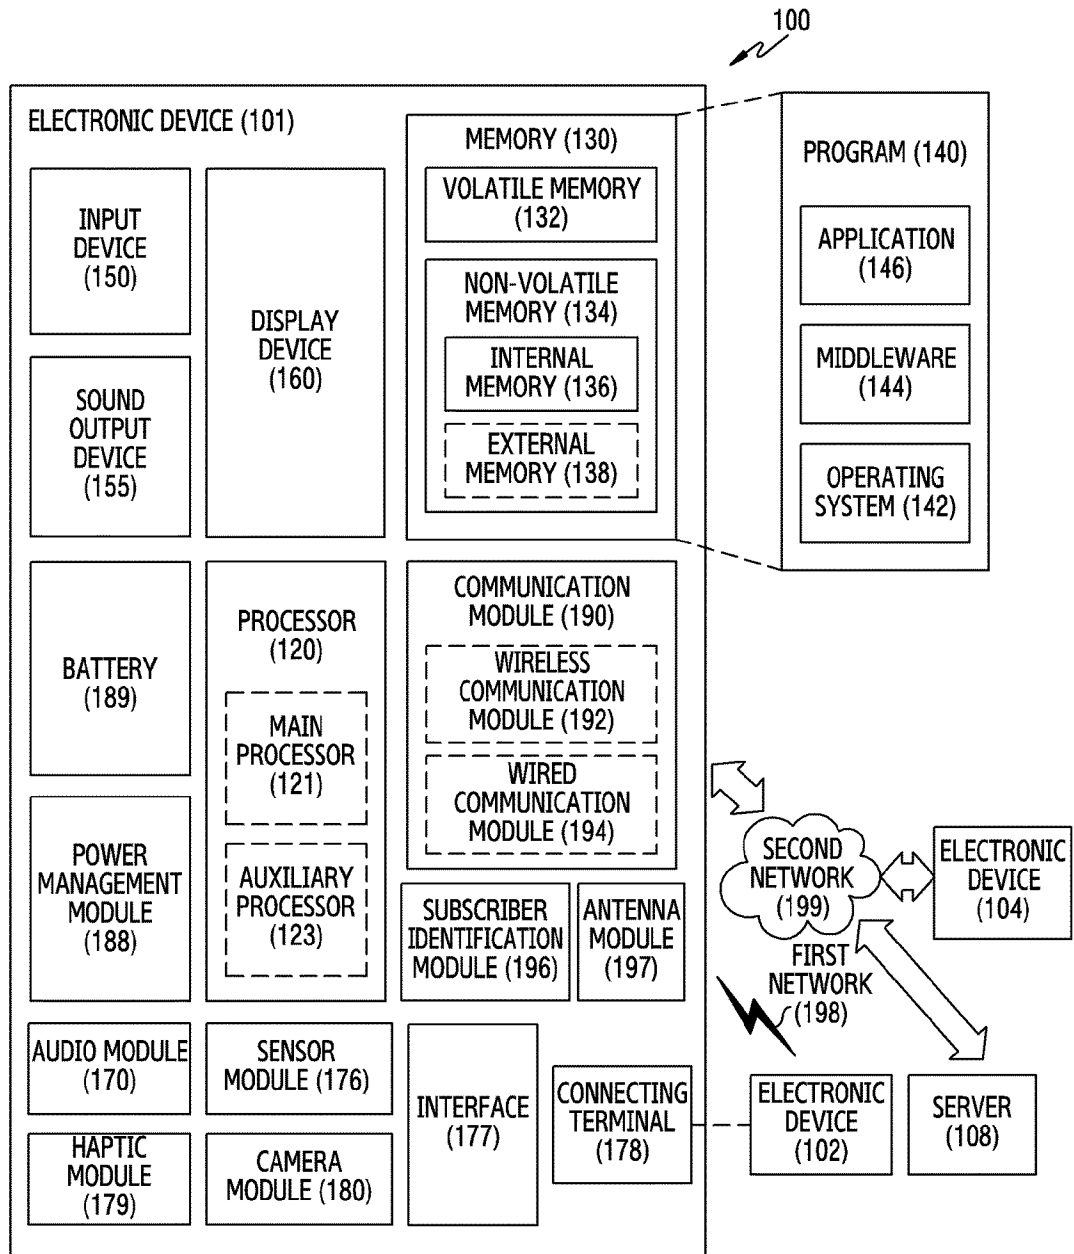 100
ELECTRONIC DEVICE (101)
INPUT
DEVICE
(150)
SOUND
OUTPUT
DEVICE
(155)
DISPLAY
DEVICE
(160)
MEMORY (130)
VOLATILE MEMORY
(132)
NON-VOLATILE
MEMORY (134)
INTERNAL
MEMORY (136)
EXTERNAL
MEMORY (138)
PROGRAM (140)
APPLICATION
(146)
MIDDLEWARE
(144)
OPERATING
SYSTEM (142)
BATTERY
(189)
POWER
MANAGEMENT
MODULE
(188)
PROCESSOR
(120)
MAIN
PROCESSOR
(121)
AUXILIARY
PROCESSOR
(123)
COMMUNICATION
MODULE (190)
WIRELESS
COMMUNICATION
MODULE (192)
WIRED
COMMUNICATION
MODULE (194)
SUBSCRIBER
IDENTIFICATION
MODULE (196)
ANTENNA
MODULE
(197)
SECOND
NETWORK
(199)
ELECTRONIC
DEVICE
(104)
FIRST
NETWORK
(198)
AUDIO MODULE
(170)
SENSOR
MODULE (176)
HAPTIC
MODULE
(179)
CAMERA
MODULE (180)
INTERFACE
(177)
CONNECTING
TERMINAL
(178)
ELECTRONIC
DEVICE
(102)
SERVER
(108)